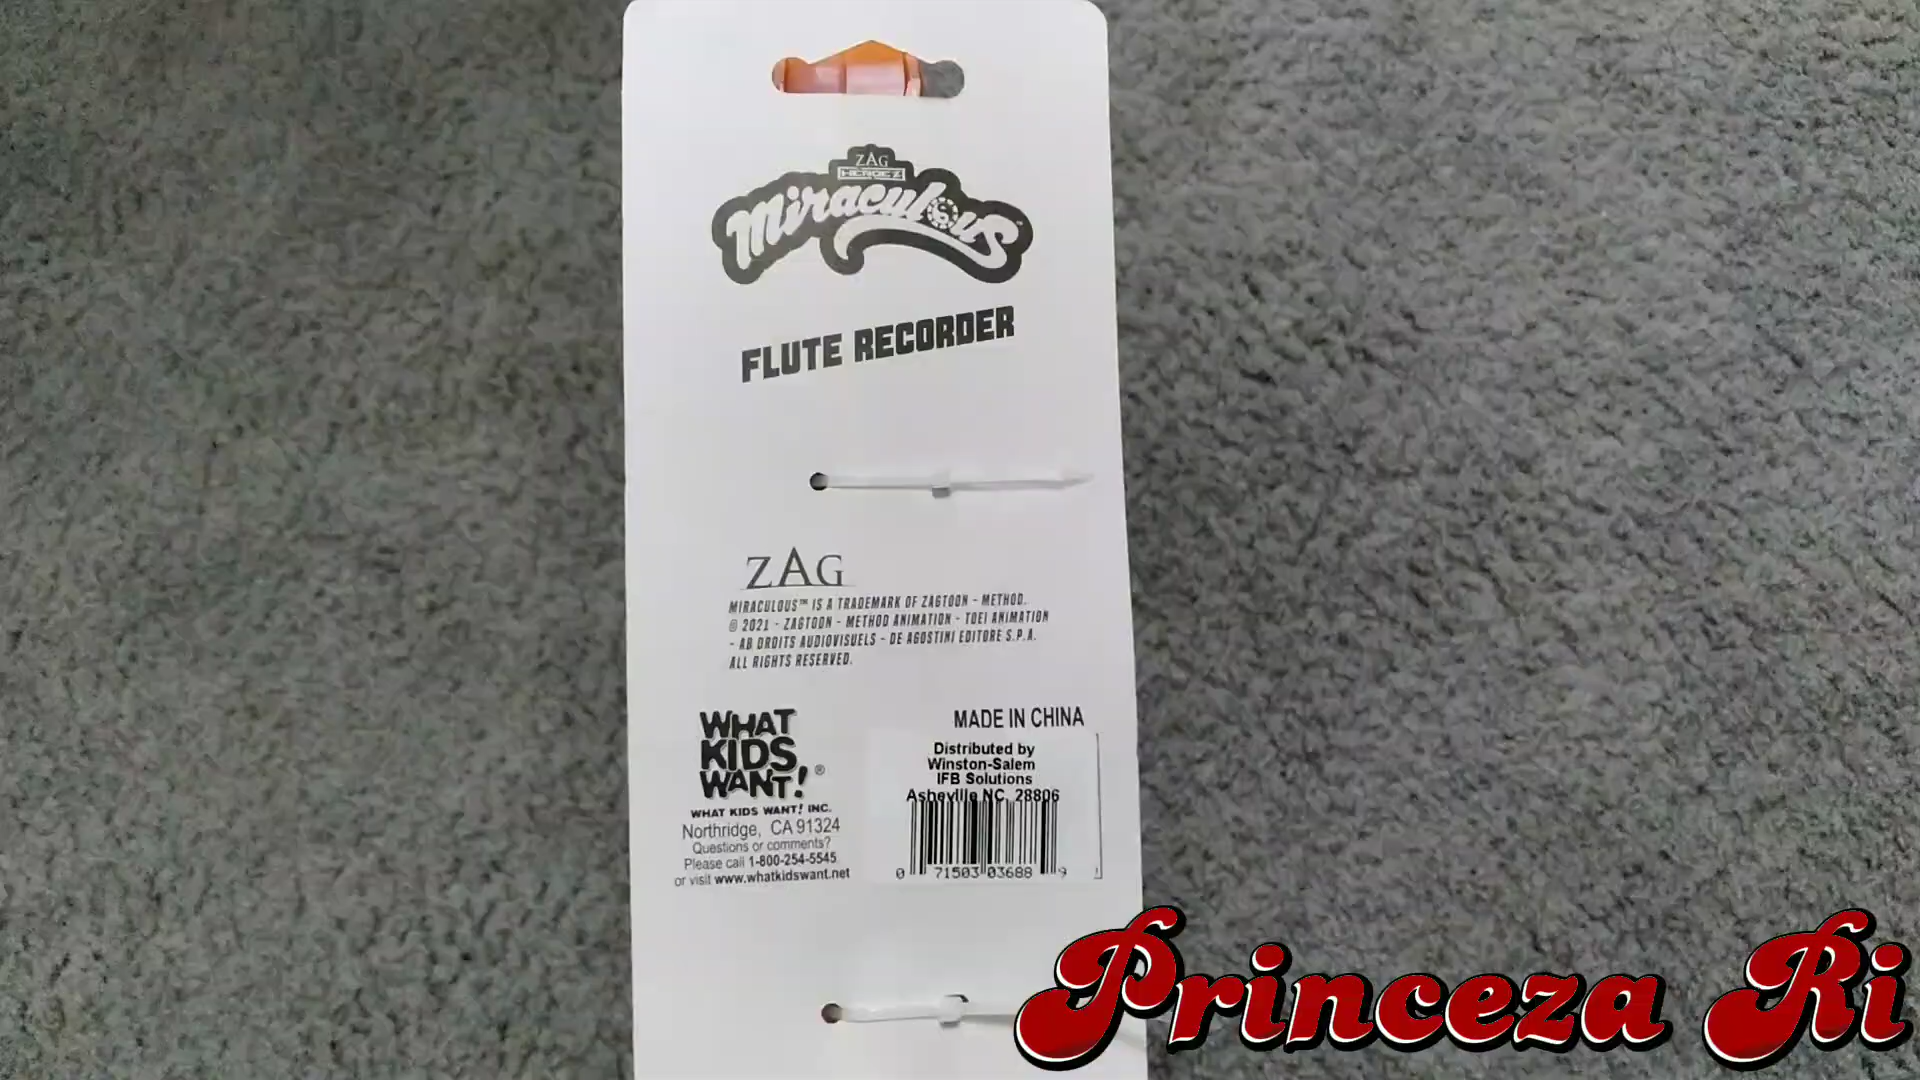 ZAG
HEROEZ
Miraculous
FLUTE RECORDER
ZAG
MIRACULOUS™ IS A TRADEMARK OF ZAGTOON - METHOD.
© 2021 - ZAGTOON - METHOD ANIMATION - TOEI ANIMATION
- AB DROITS AUDIOVISUELS - DE AGOSTINI EDITORE S.P.A.
ALL RIGHTS RESERVED.
WHAT
KIDS
WANT!®
WHAT KIDS WANT! INC.
Northridge, CA 91324
Questions or comments?
Please call 1-800-254-5545
or visit www.whatkidswant.net
MADE IN CHINA
Distributed by
Winston-Salem
IFB Solutions
Asheville NC, 28806
0 71503 03688 9
Princeza Ri